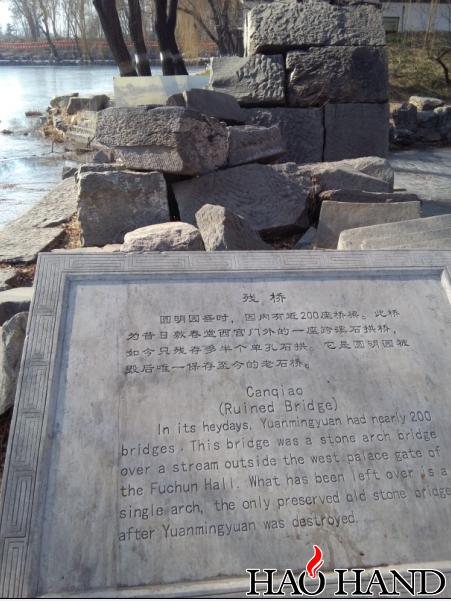 残桥
圆明园盛时，园内有近200座桥梁。此桥
为昔日敷春堂西宫门外的一座跨溪石拱桥，
如今只残存多半个单孔石拱。它是圆明园被
毁后唯一保存至今的老石桥。
Canqiao
(Ruined Bridge)
In its heydays, Yuanmingyuan had nearly 200
bridges. This bridge was a stone arch bridge
over a stream outside the west palace gate of
the Fuchun Hall. What has been left over is a
single arch, the only preserved old stone bridge
after Yuanmingyuan was destroyed.
HAO HAND